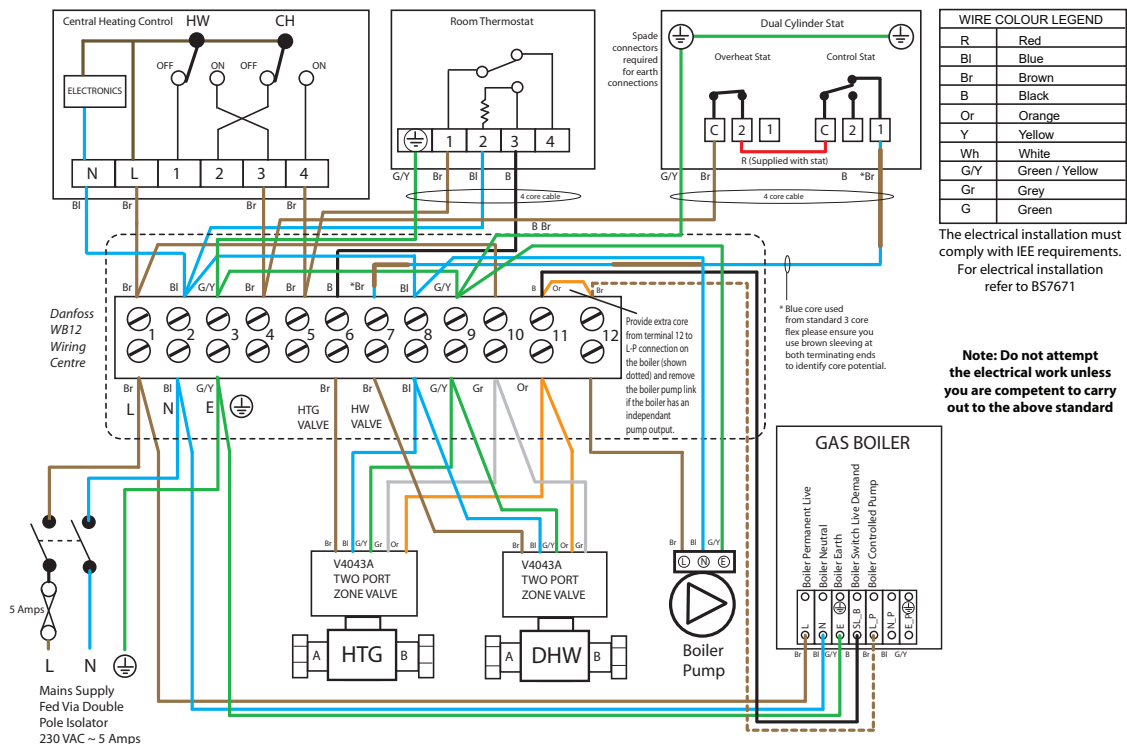 Central Heating Control
HW
CH
OFF
ON
OFF
ON
ELECTRONICS
N L 1 2 3 4
Bl Br Br Br
Room Thermostat
1 2 3 4
G/Y Br Bl B
4 core cable
Spade
connectors
required
for earth
connections
Dual Cylinder Stat
Overheat Stat
Control Stat
C 2 1
C 2 1
R (Supplied with stat)
G/Y Br B *Br
4 core cable
WIRE COLOUR LEGEND
R Red
Bl Blue
Br Brown
B Black
Or Orange
Y Yellow
Wh White
G/Y Green / Yellow
Gr Grey
G Green
The electrical installation must
comply with IEE requirements.
For electrical installation
refer to BS7671
Note: Do not attempt
the electrical work unless
you are competent to carry
out to the above standard
B Br
Br Bl G/Y Br Br B *Br Bl G/Y Br B Or Br
Danfoss
WB12
Wiring
Centre
1 2 3 4 5 6 7 8 9 10 11 12
Provide extra core
from terminal 12 to
L-P connection on
the boiler (shown
dotted) and remove
the boiler pump link
if the boiler has an
independant
pump output.
* Blue core used
from standard 3 core
flex please ensure you
use brown sleeving at
both terminating ends
to identify core potential.
Br Bl G/Y Br Br Bl G/Y Gr Or
L N E
HTG
VALVE
HW
VALVE
5 Amps
L N
Mains Supply
Fed Via Double
Pole Isolator
230 VAC ~ 5 Amps
Br Bl G/Y Gr Or
V4043A
TWO PORT
ZONE VALVE
A HTG B
Br Bl G/Y Or Gr
V4043A
TWO PORT
ZONE VALVE
A DHW B
Br Bl G/Y
L N E
Boiler
Pump
GAS BOILER
Boiler Permanent Live
Boiler Neutral
Boiler Earth
Boiler Switch Live Demand
Boiler Controlled Pump
L N E SL_B L_P N_P E_P
Br Bl G/Y B Br Bl G/Y